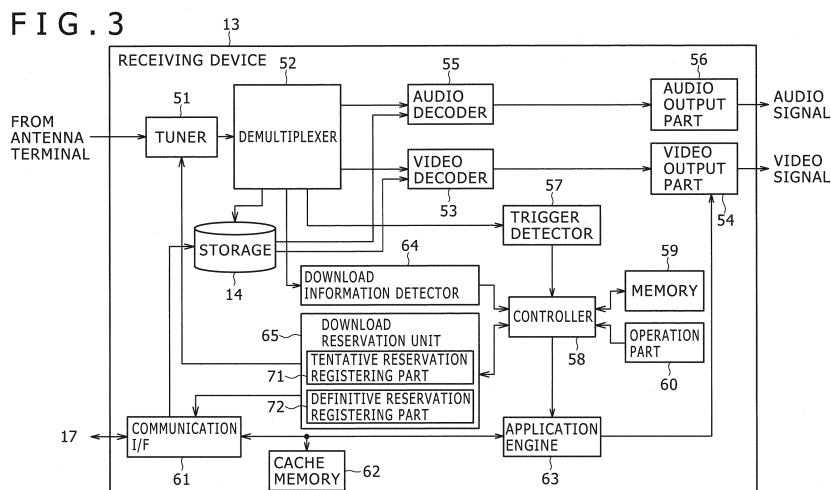 FIG.3
13
RECEIVING DEVICE
52
55
56
51
FROM
ANTENNA
TERMINAL
TUNER
DEMULTIPLEXER
AUDIO
DECODER
AUDIO
OUTPUT
PART
AUDIO
SIGNAL
VIDEO
DECODER
VIDEO
OUTPUT
PART
VIDEO
SIGNAL
53
57
54
STORAGE
14
TRIGGER
DETECTOR
64
59
DOWNLOAD
INFORMATION DETECTOR
MEMORY
CONTROLLER
58
65
DOWNLOAD
RESERVATION UNIT
OPERATION
PART
60
71
TENTATIVE RESERVATION
REGISTERING PART
72
DEFINITIVE RESERVATION
REGISTERING PART
17
COMMUNICATION
I/F
61
CACHE
MEMORY
62
APPLICATION
ENGINE
63